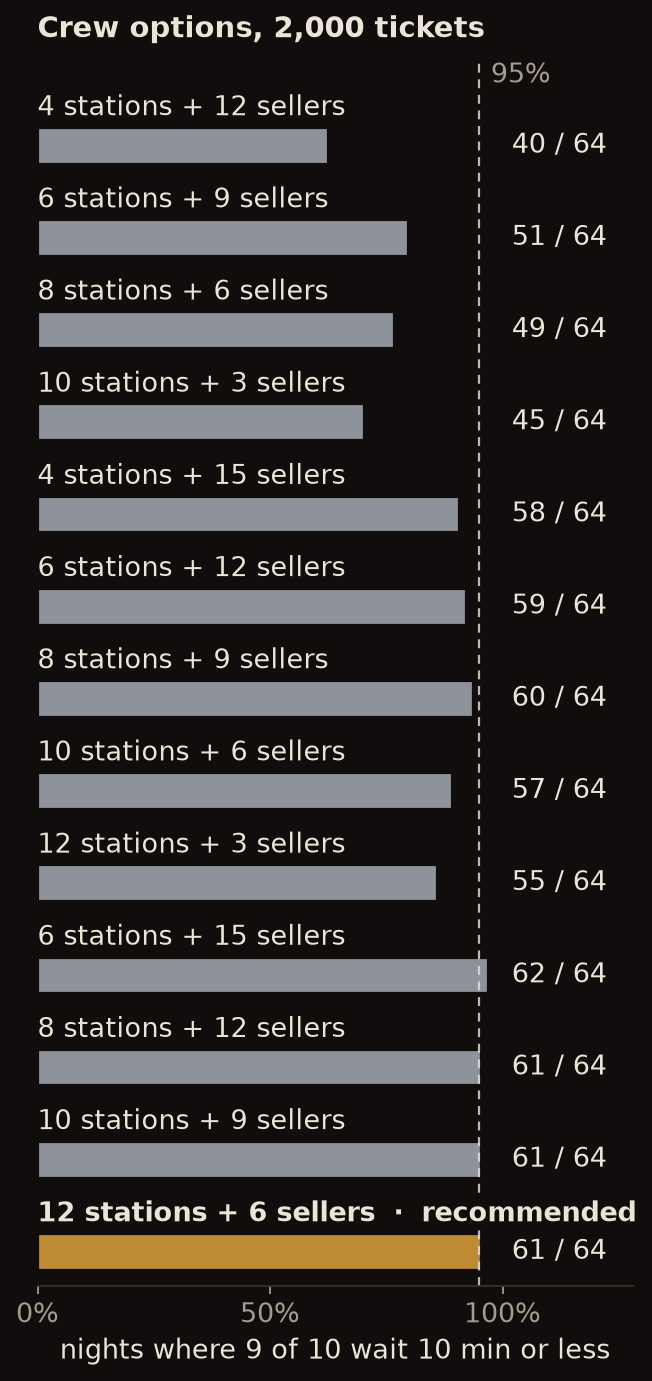 Crew options, 2,000 tickets
95%
4 stations + 12 sellers
40 / 64
6 stations + 9 sellers
51 / 64
8 stations + 6 sellers
49 / 64
10 stations + 3 sellers
45 / 64
4 stations + 15 sellers
58 / 64
6 stations + 12 sellers
59 / 64
8 stations + 9 sellers
60 / 64
10 stations + 6 sellers
57 / 64
12 stations + 3 sellers
55 / 64
6 stations + 15 sellers
62 / 64
8 stations + 12 sellers
61 / 64
10 stations + 9 sellers
61 / 64
12 stations + 6 sellers · recommended
61 / 64
0% 50% 100%
nights where 9 of 10 wait 10 min or less